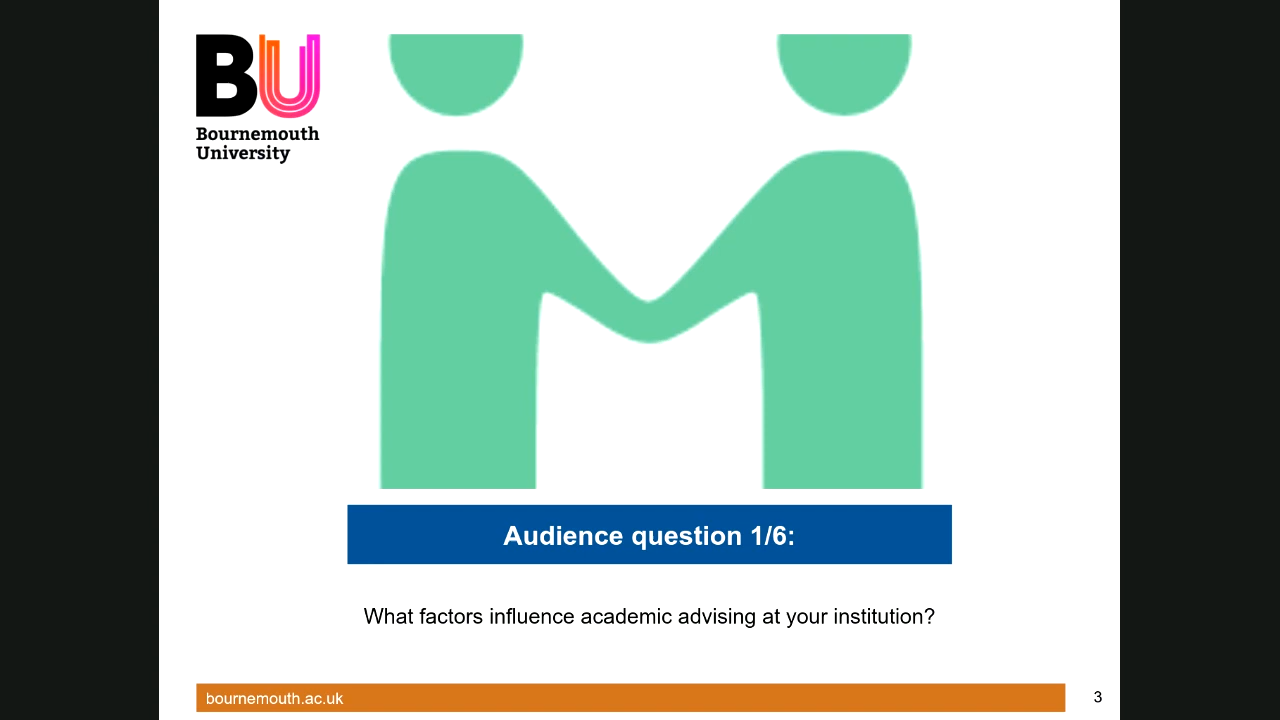 BU
Bournemouth
University
Audience question 1/6:
What factors influence academic advising at your institution?
bournemouth.ac.uk
3